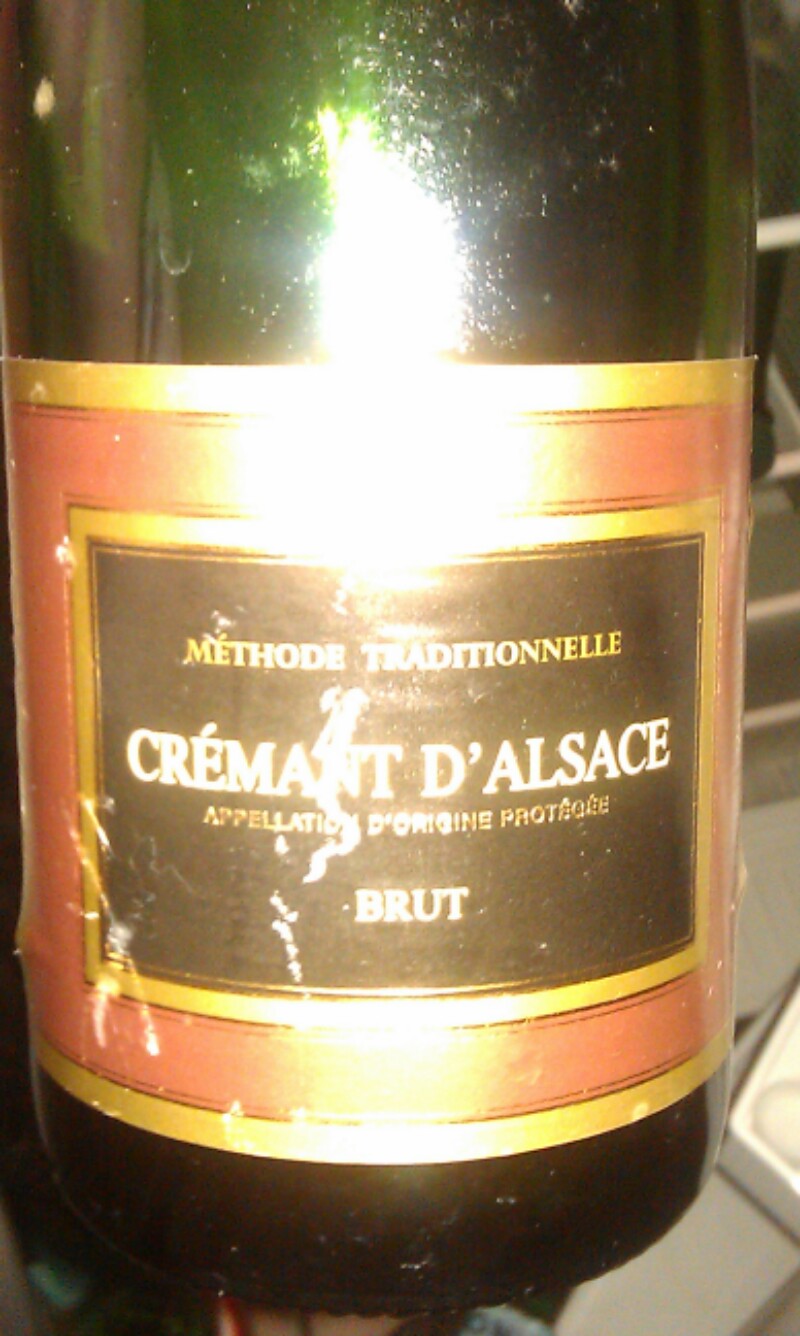 MÉTHODE TRADITIONNELLE
CRÉMANT D'ALSACE
APPELLATION D'ORIGINE PROTÉGÉE
BRUT